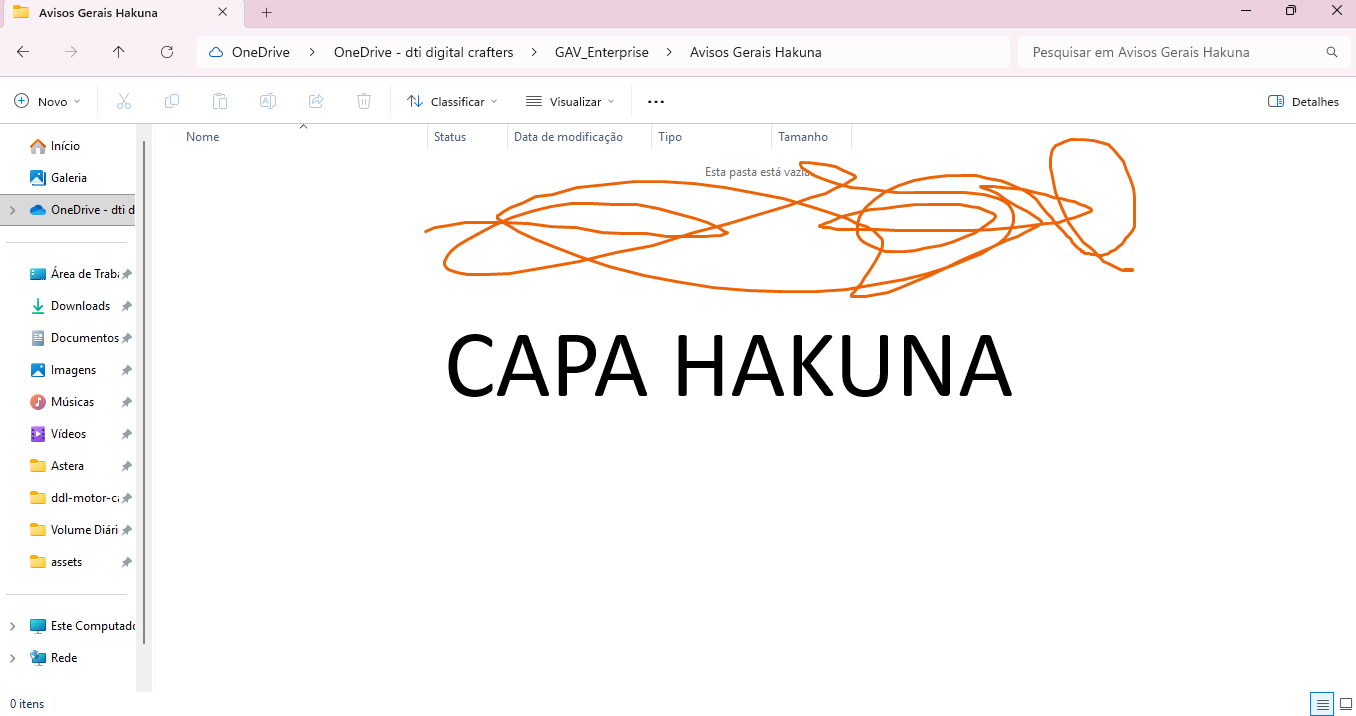 Avisos Gerais Hakuna
OneDrive OneDrive - dti digital crafters GAV_Enterprise Avisos Gerais Hakuna Pesquisar em Avisos Gerais Hakuna
Novo Classificar Visualizar Detalhes
Nome Status Data de modificação Tipo Tamanho
Início
Esta pasta está vazia.
Galeria
OneDrive - dti d
Área de Trab
Downloads
Documentos
Imagens
CAPA HAKUNA
Músicas
Vídeos
Astera
ddl-motor-ca
Volume Diári
assets
Este Computado
Rede
0 itens